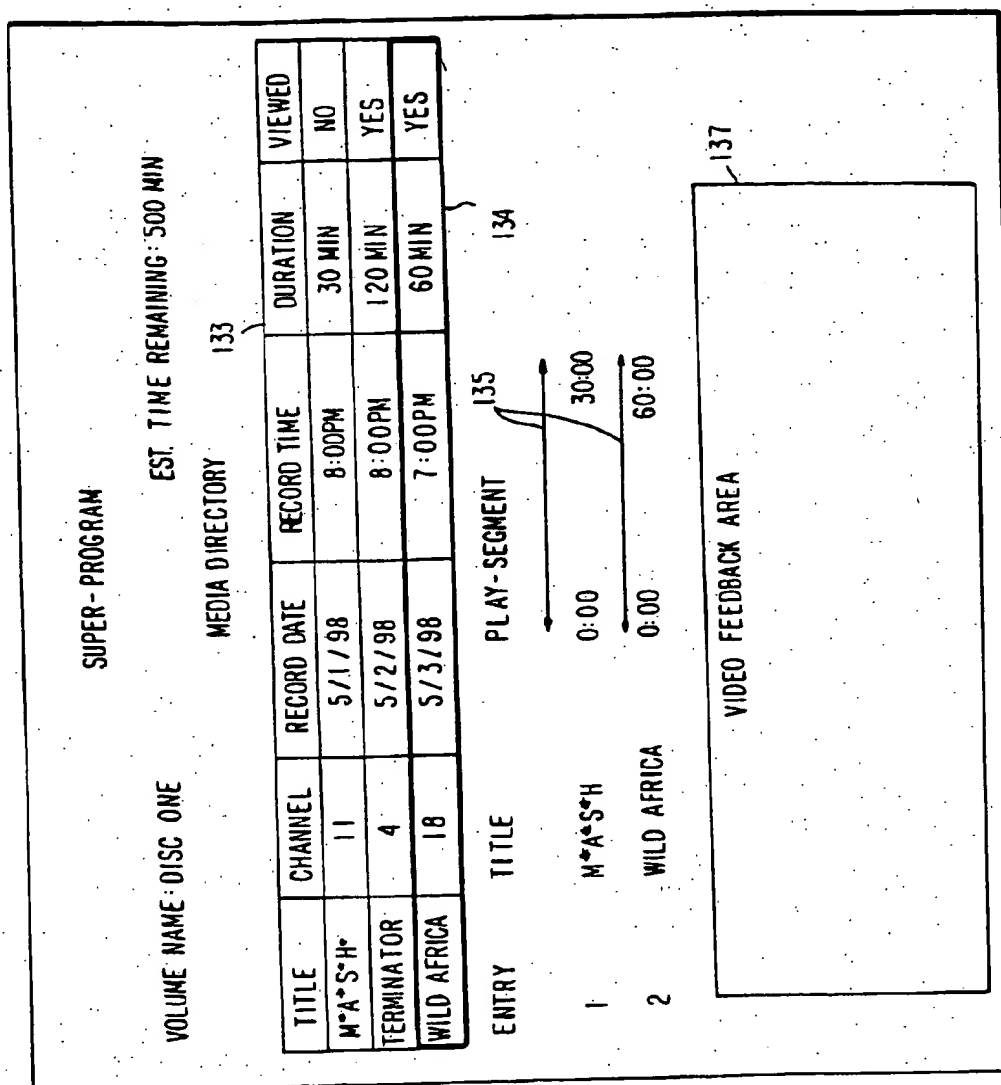 SUPER-PROGRAM
VOLUME NAME: DISC ONE EST. TIME REMAINING: 500 MIN
MEDIA DIRECTORY
133
TITLE CHANNEL RECORD DATE RECORD TIME DURATION VIEWED
M*A*S*H* 11 5/1/98 8:00PM 30 MIN NO
TERMINATOR 4 5/2/98 8:00PM 120 MIN YES
WILD AFRICA 18 5/3/98 7:00PM 60 MIN YES
134
ENTRY TITLE PLAY-SEGMENT
135
1 M*A*S*H 0:00 30:00
2 WILD AFRICA 0:00 60:00
137
VIDEO FEEDBACK AREA